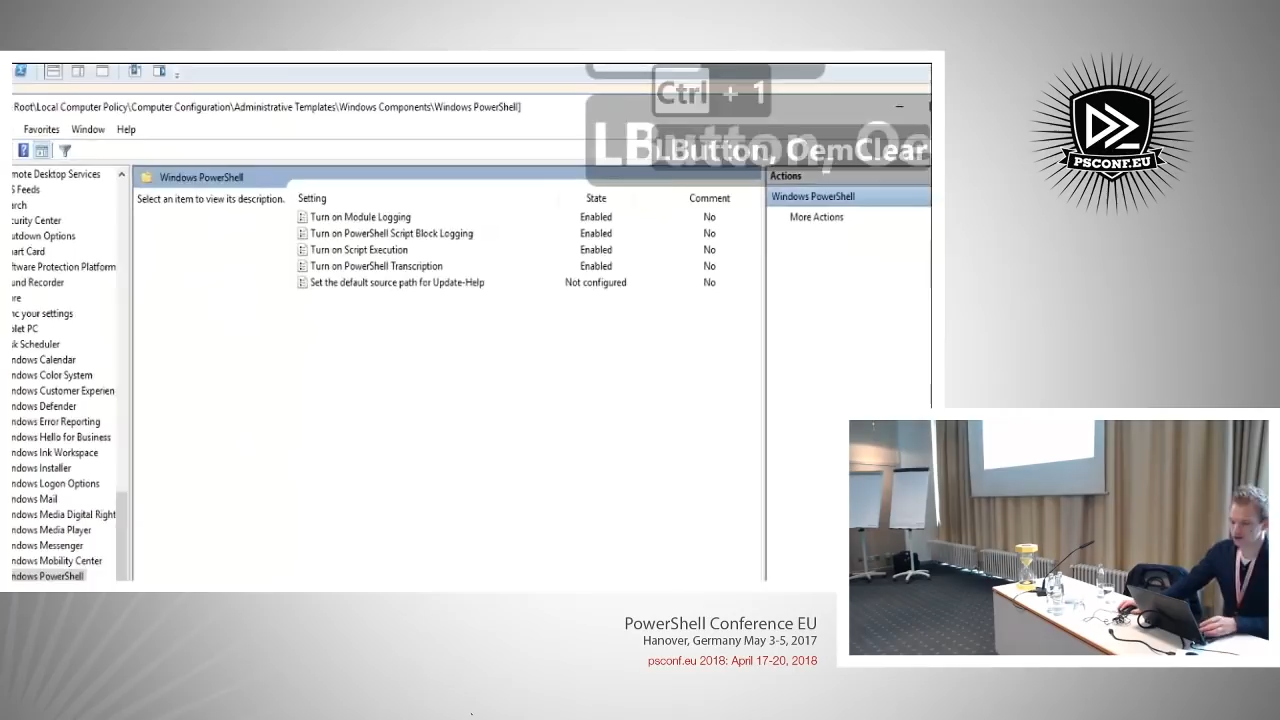 Ctrl + 1
LButton, OemClear
Root\Local Computer Policy\Computer Configuration\Administrative Templates\Windows Components\Windows PowerShell]
Favorites Window Help
mote Desktop Services
S Feeds
arch
curity Center
utdown Options
art Card
ftware Protection Platform
und Recorder
re
nc your settings
blet PC
sk Scheduler
ndows Calendar
ndows Color System
ndows Customer Experien
ndows Defender
ndows Error Reporting
ndows Hello for Business
ndows Ink Workspace
ndows Installer
ndows Logon Options
ndows Mail
ndows Media Digital Right
ndows Media Player
ndows Messenger
ndows Mobility Center
ndows PowerShell
Windows PowerShell
Select an item to view its description.
Setting State Comment
Turn on Module Logging Enabled No
Turn on PowerShell Script Block Logging Enabled No
Turn on Script Execution Enabled No
Turn on PowerShell Transcription Enabled No
Set the default source path for Update-Help Not configured No
Actions
Windows PowerShell
More Actions
PSCONF.EU
PowerShell Conference EU
Hanover, Germany May 3-5, 2017
psconf.eu 2018: April 17-20, 2018